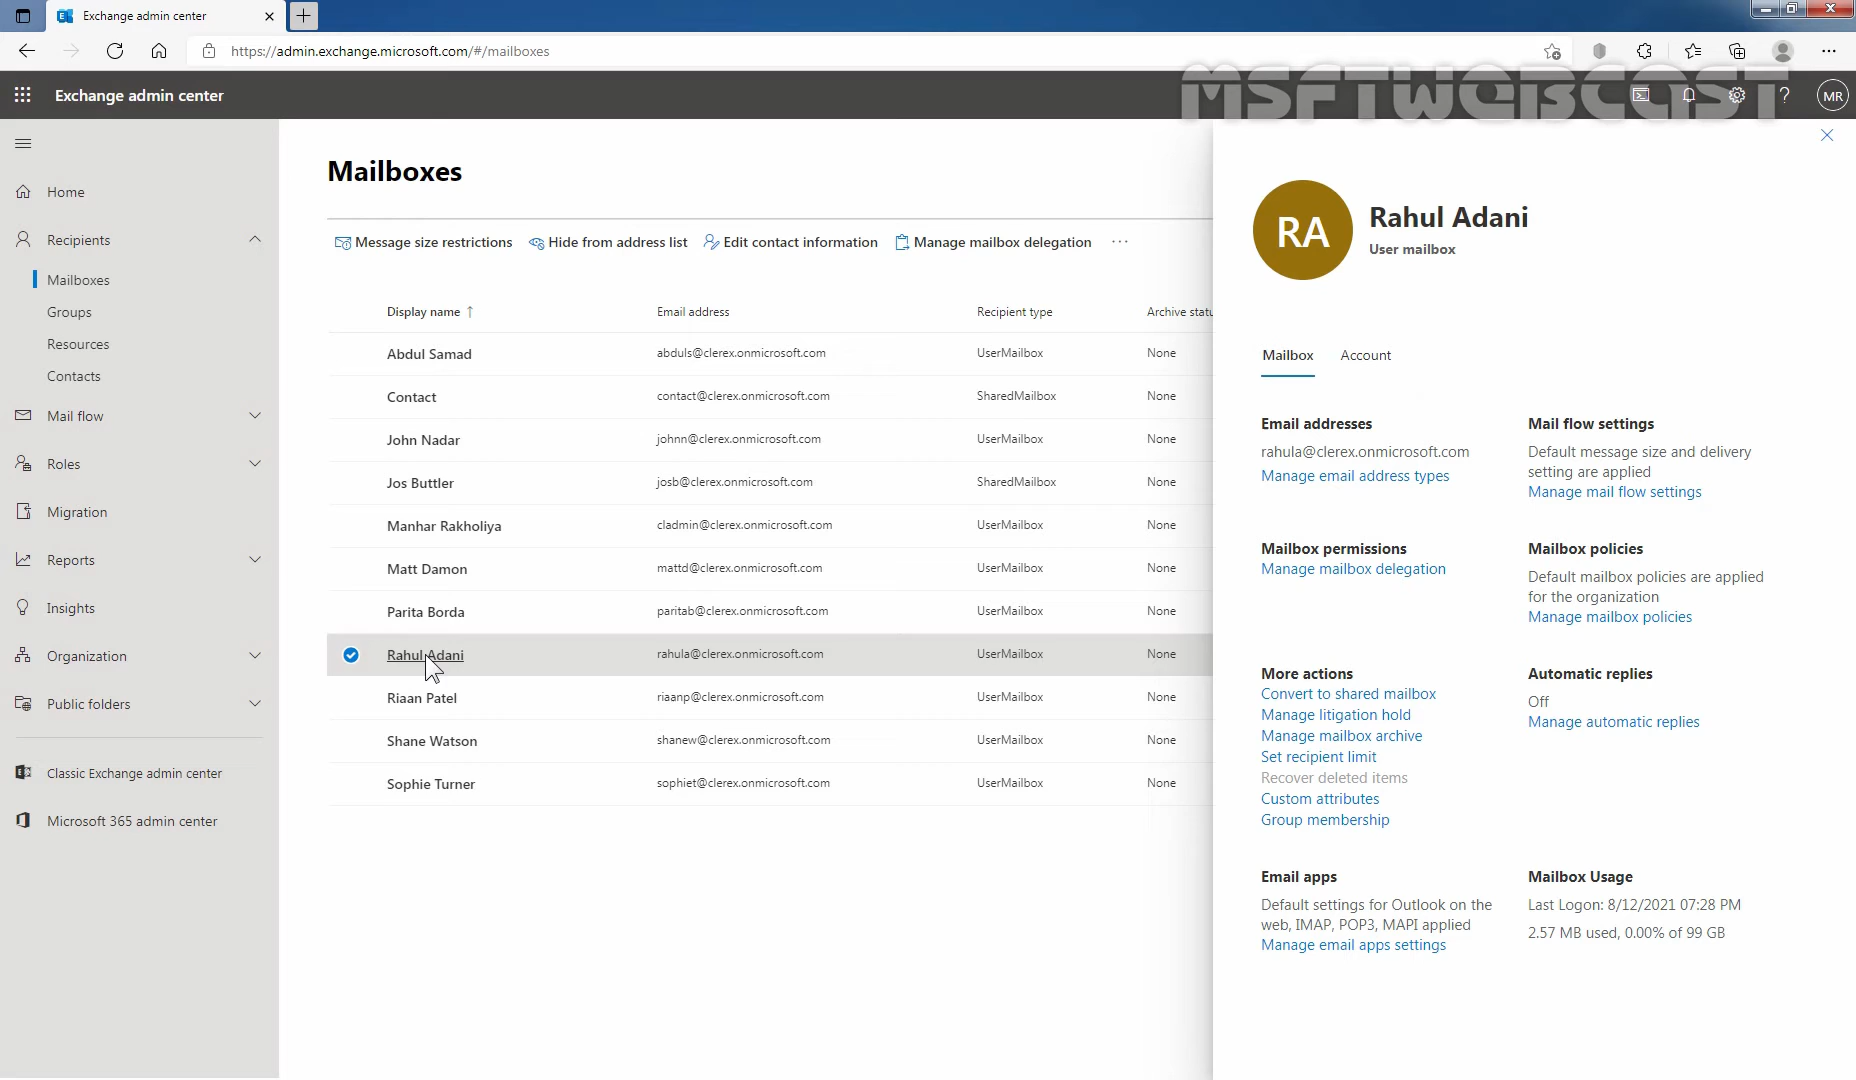 Exchange admin center
https://admin.exchange.microsoft.com/#/mailboxes
Exchange admin center
MSFTWEBCAST
MR
Home
Recipients
Mailboxes
Groups
Resources
Contacts
Mail flow
Roles
Migration
Reports
Insights
Organization
Public folders
Classic Exchange admin center
Microsoft 365 admin center
Mailboxes
Message size restrictions Hide from address list Edit contact information Manage mailbox delegation ···
Display name ↑ Email address Recipient type Archive statu
Abdul Samad abduls@clerex.onmicrosoft.com UserMailbox None
Contact contact@clerex.onmicrosoft.com SharedMailbox None
John Nadar johnn@clerex.onmicrosoft.com UserMailbox None
Jos Buttler josb@clerex.onmicrosoft.com SharedMailbox None
Manhar Rakholiya cladmin@clerex.onmicrosoft.com UserMailbox None
Matt Damon mattd@clerex.onmicrosoft.com UserMailbox None
Parita Borda paritab@clerex.onmicrosoft.com UserMailbox None
Rahul Adani rahula@clerex.onmicrosoft.com UserMailbox None
Riaan Patel riaanp@clerex.onmicrosoft.com UserMailbox None
Shane Watson shanew@clerex.onmicrosoft.com UserMailbox None
Sophie Turner sophiet@clerex.onmicrosoft.com UserMailbox None
RA
Rahul Adani
User mailbox
Mailbox Account
Email addresses
rahula@clerex.onmicrosoft.com
Manage email address types
Mail flow settings
Default message size and delivery
setting are applied
Manage mail flow settings
Mailbox permissions
Manage mailbox delegation
Mailbox policies
Default mailbox policies are applied
for the organization
Manage mailbox policies
More actions
Convert to shared mailbox
Manage litigation hold
Manage mailbox archive
Set recipient limit
Recover deleted items
Custom attributes
Group membership
Automatic replies
Off
Manage automatic replies
Email apps
Default settings for Outlook on the
web, IMAP, POP3, MAPI applied
Manage email apps settings
Mailbox Usage
Last Logon: 8/12/2021 07:28 PM
2.57 MB used, 0.00% of 99 GB